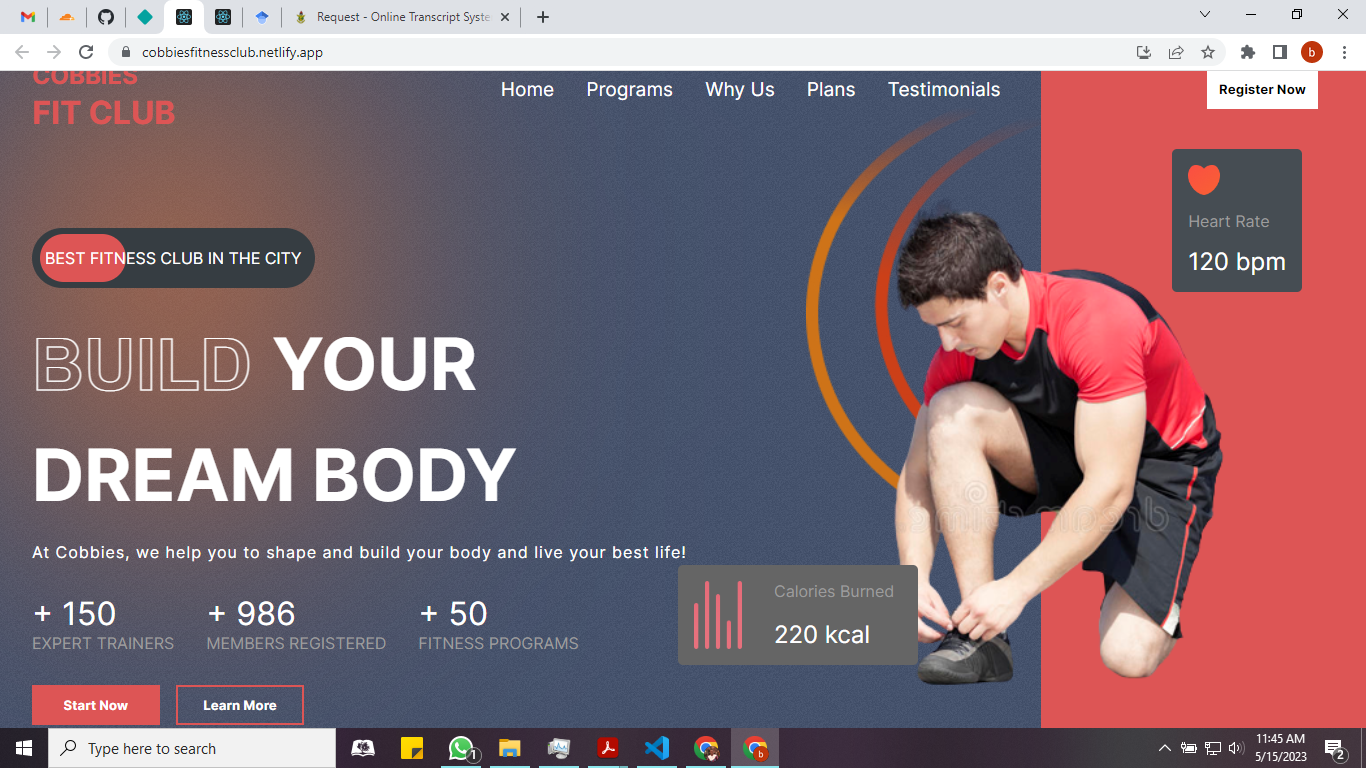 Request - Online Transcript Syste
cobbiesfitnessclub.netlify.app
b
COBBIES
FIT CLUB
Home Programs Why Us Plans Testimonials
Register Now
Heart Rate
120 bpm
BEST FITNESS CLUB IN THE CITY
BUILD YOUR
DREAM BODY
At Cobbies, we help you to shape and build your body and live your best life!
+ 150 + 986 + 50
EXPERT TRAINERS MEMBERS REGISTERED FITNESS PROGRAMS
Calories Burned
220 kcal
Start Now Learn More
Type here to search
1
b
11:45 AM
5/15/2023
2